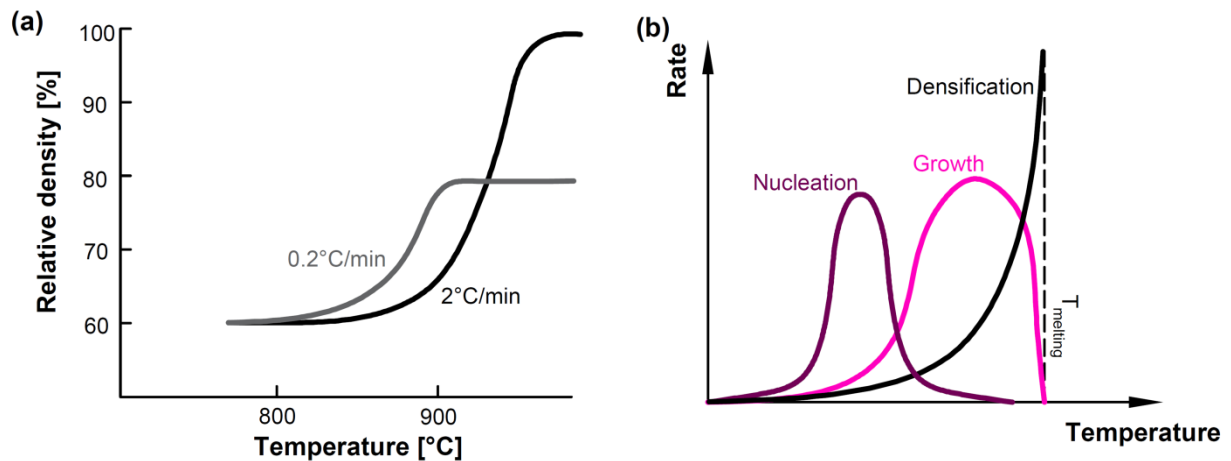 (a)
Relative density [%]
100
90
80
70
60
0.2°C/min
2°C/min
800
900
Temperature [°C]
(b)
Rate
Densification
Growth
Nucleation
Tmelting
Temperature